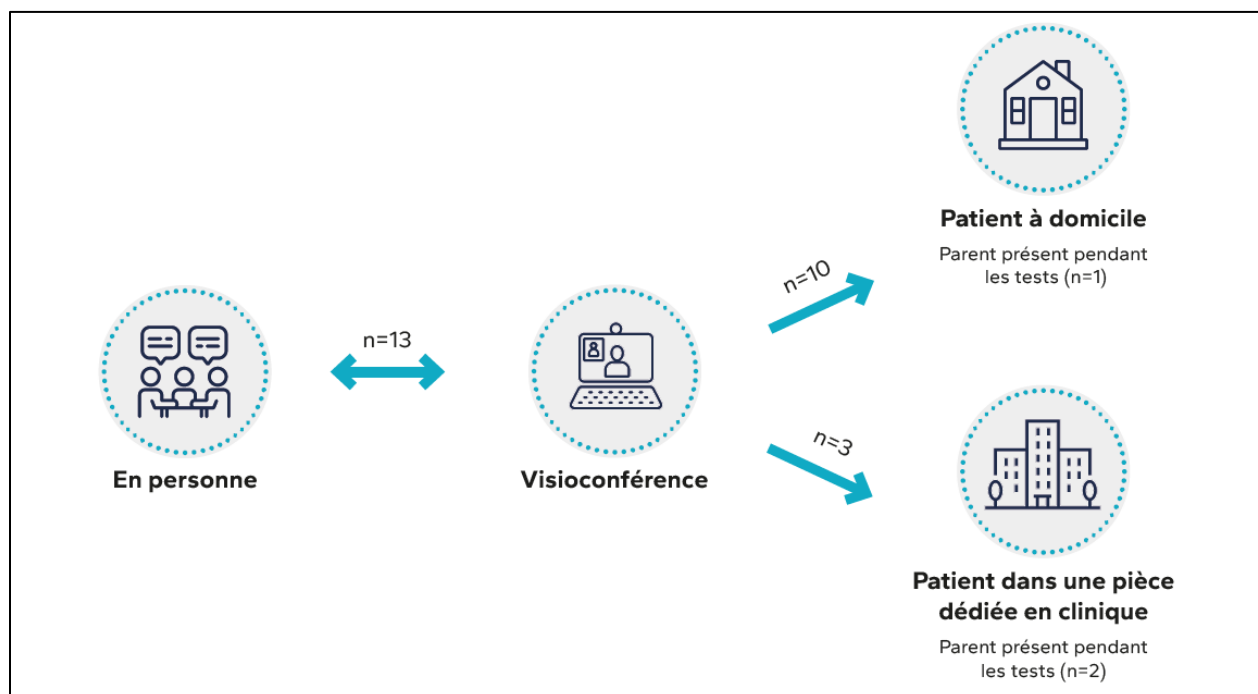 En personne
n=13
Visioconférence
n=10
Patient à domicile
Parent présent pendant
les tests (n=1)
n=3
Patient dans une pièce
dédiée en clinique
Parent présent pendant
les tests (n=2)